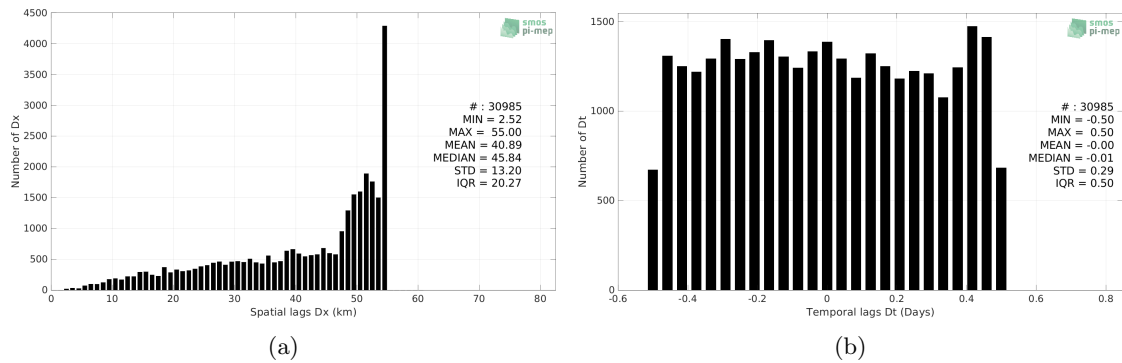 4500
4000
3500
3000
2500
2000
1500
1000
500
0
Number of Dx
0 10 20 30 40 50 60 70 80
Spatial lags Dx (km)
smos
pi-mep
# : 30985
MIN = 2.52
MAX = 55.00
MEAN = 40.89
MEDIAN = 45.84
STD = 13.20
IQR = 20.27
(a)
1500
1000
500
0
Number of Dt
-0.6 -0.4 -0.2 0 0.2 0.4 0.6 0.8
Temporal lags Dt (Days)
smos
pi-mep
# : 30985
MIN = -0.50
MAX = 0.50
MEAN = -0.00
MEDIAN = -0.01
STD = 0.29
IQR = 0.50
(b)